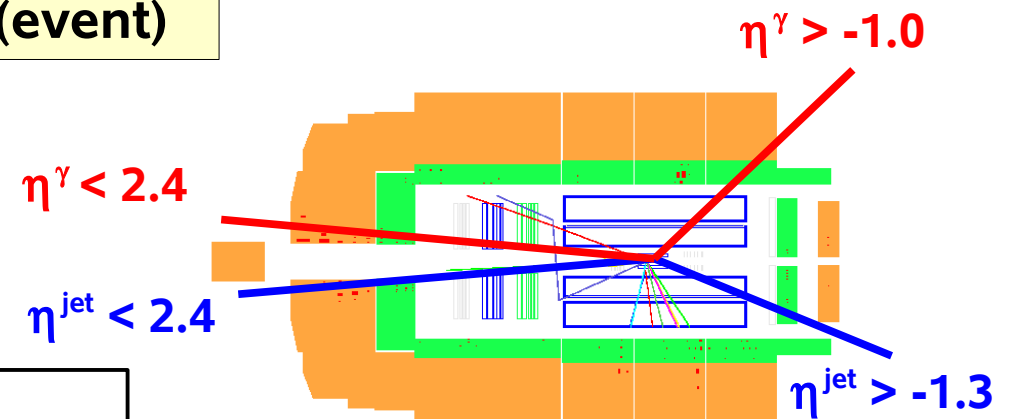 (event)
η^γ > -1.0
η^γ < 2.4
η^jet < 2.4
η^jet > -1.3